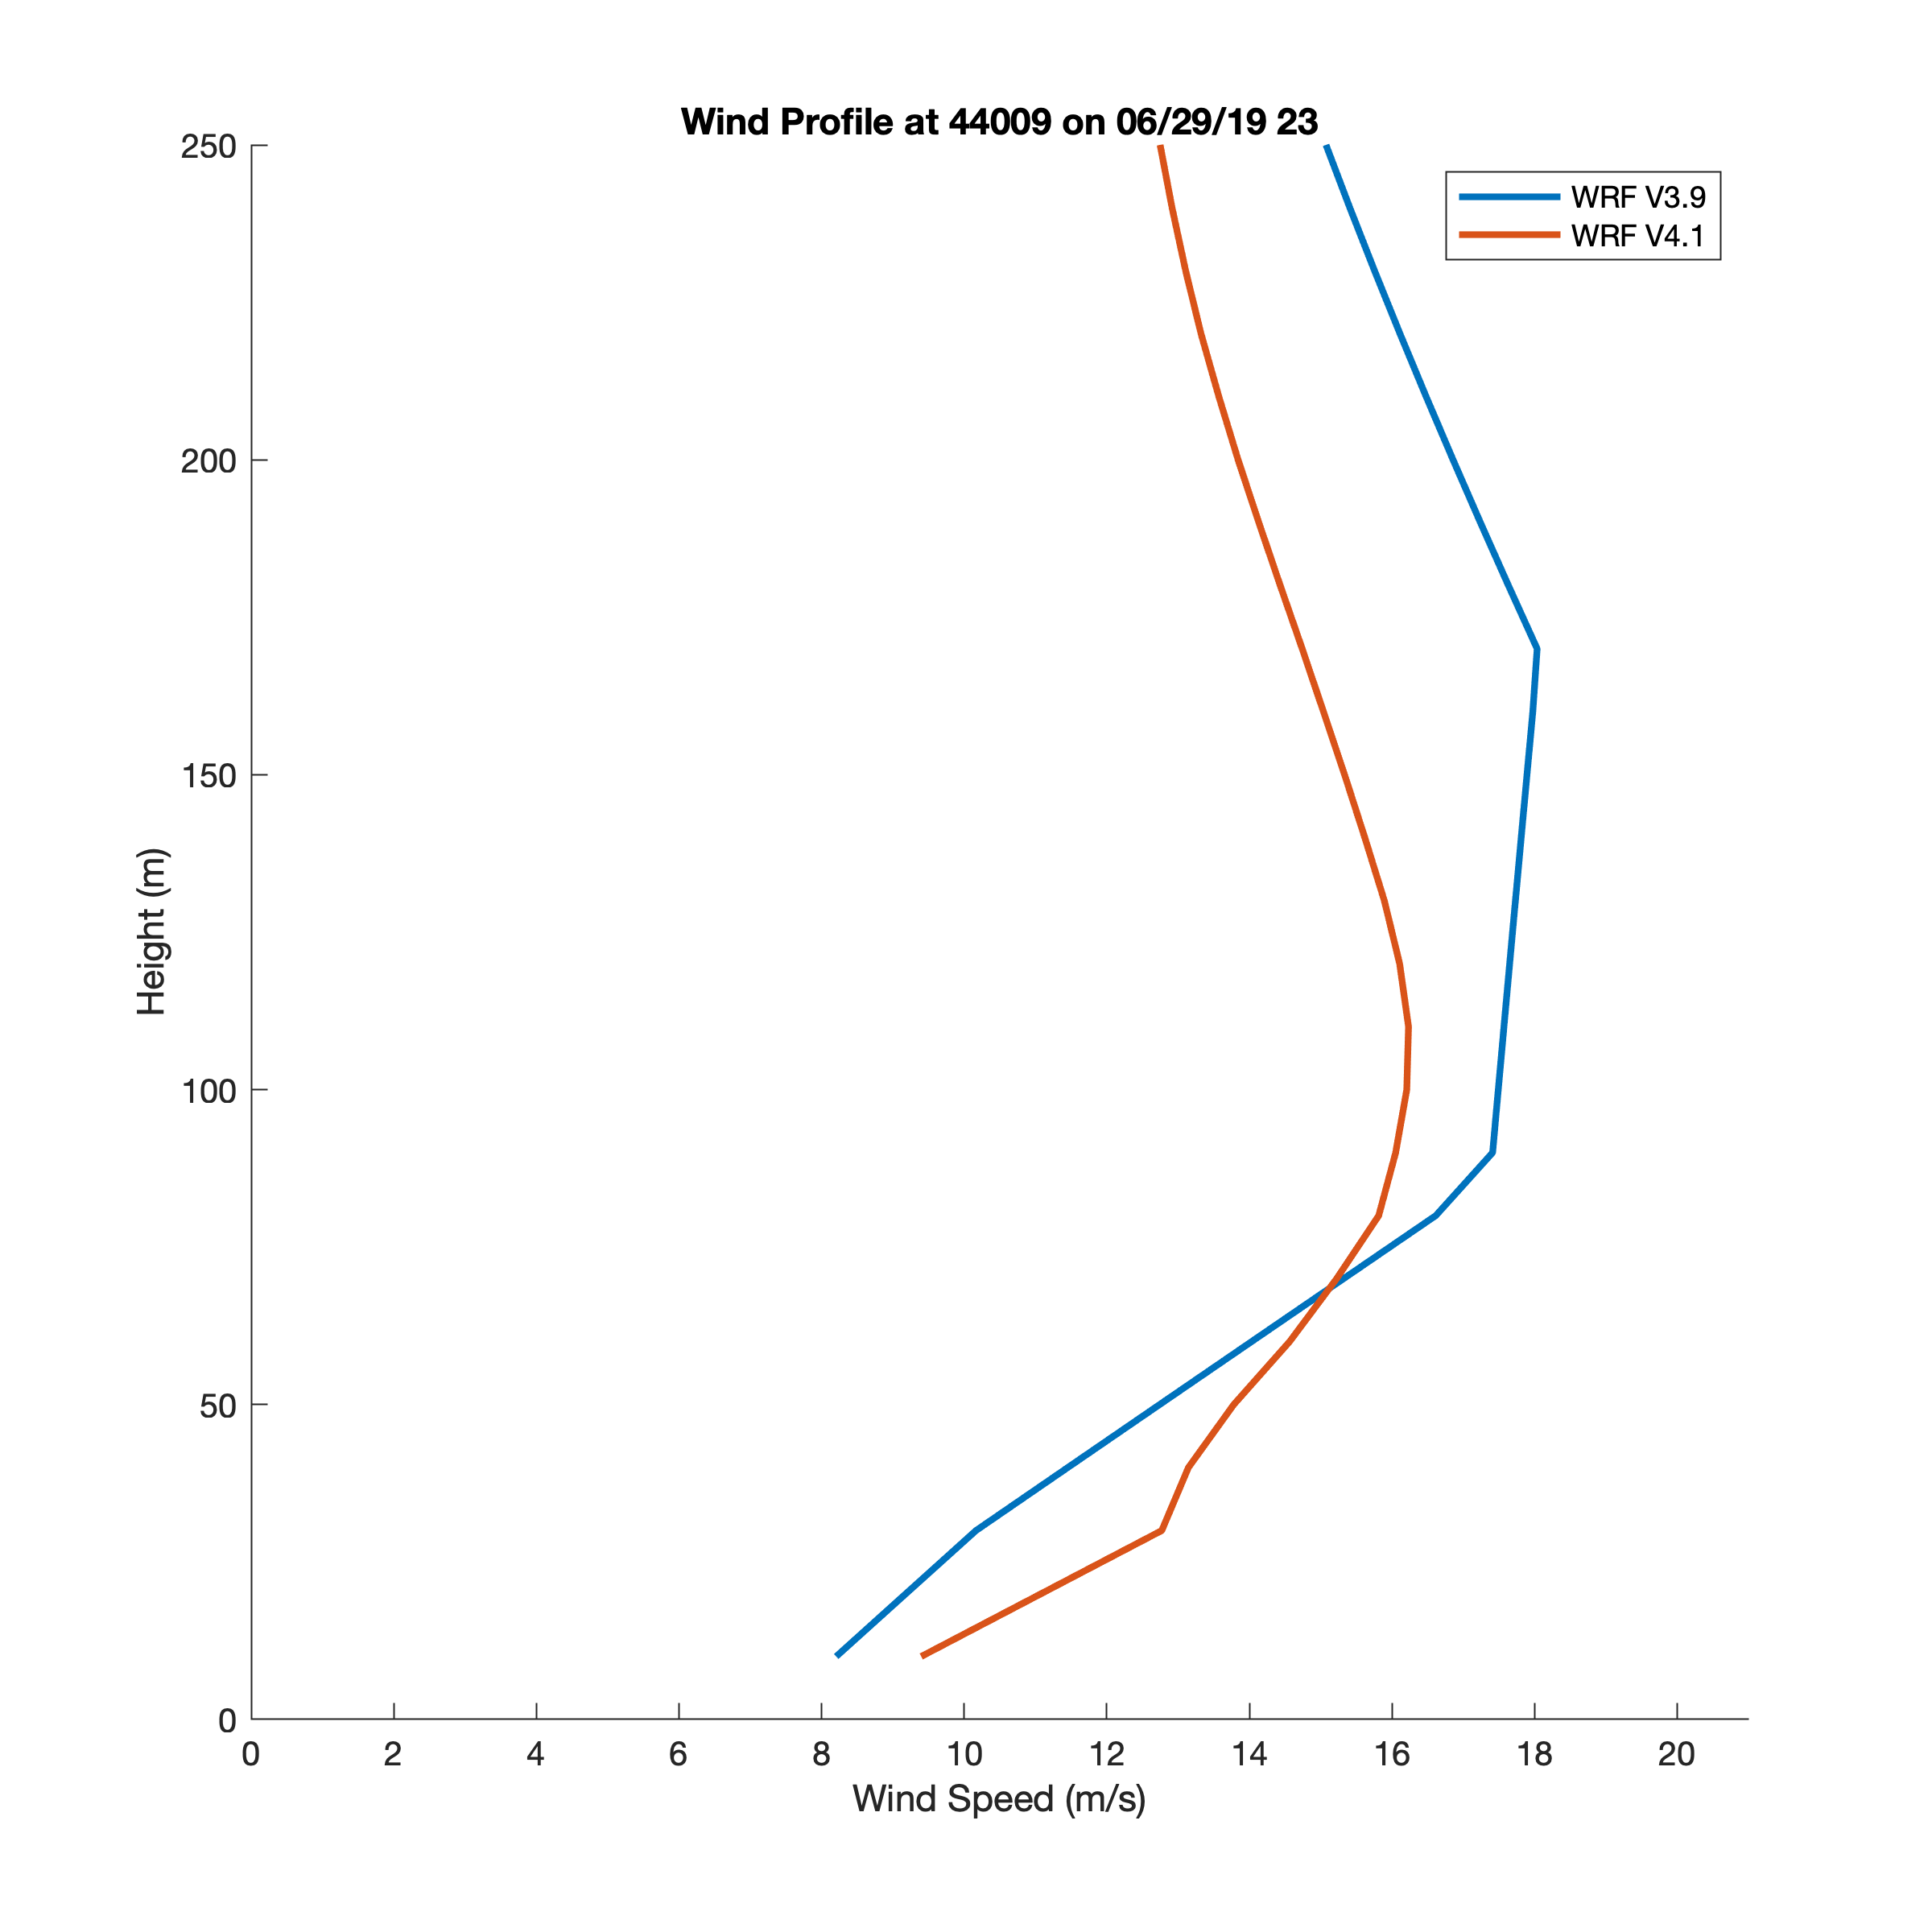 Wind Profile at 44009 on 06/29/19 23
WRF V3.9
WRF V4.1
250
200
150
100
50
0
Height (m)
0 2 4 6 8 10 12 14 16 18 20
Wind Speed (m/s)